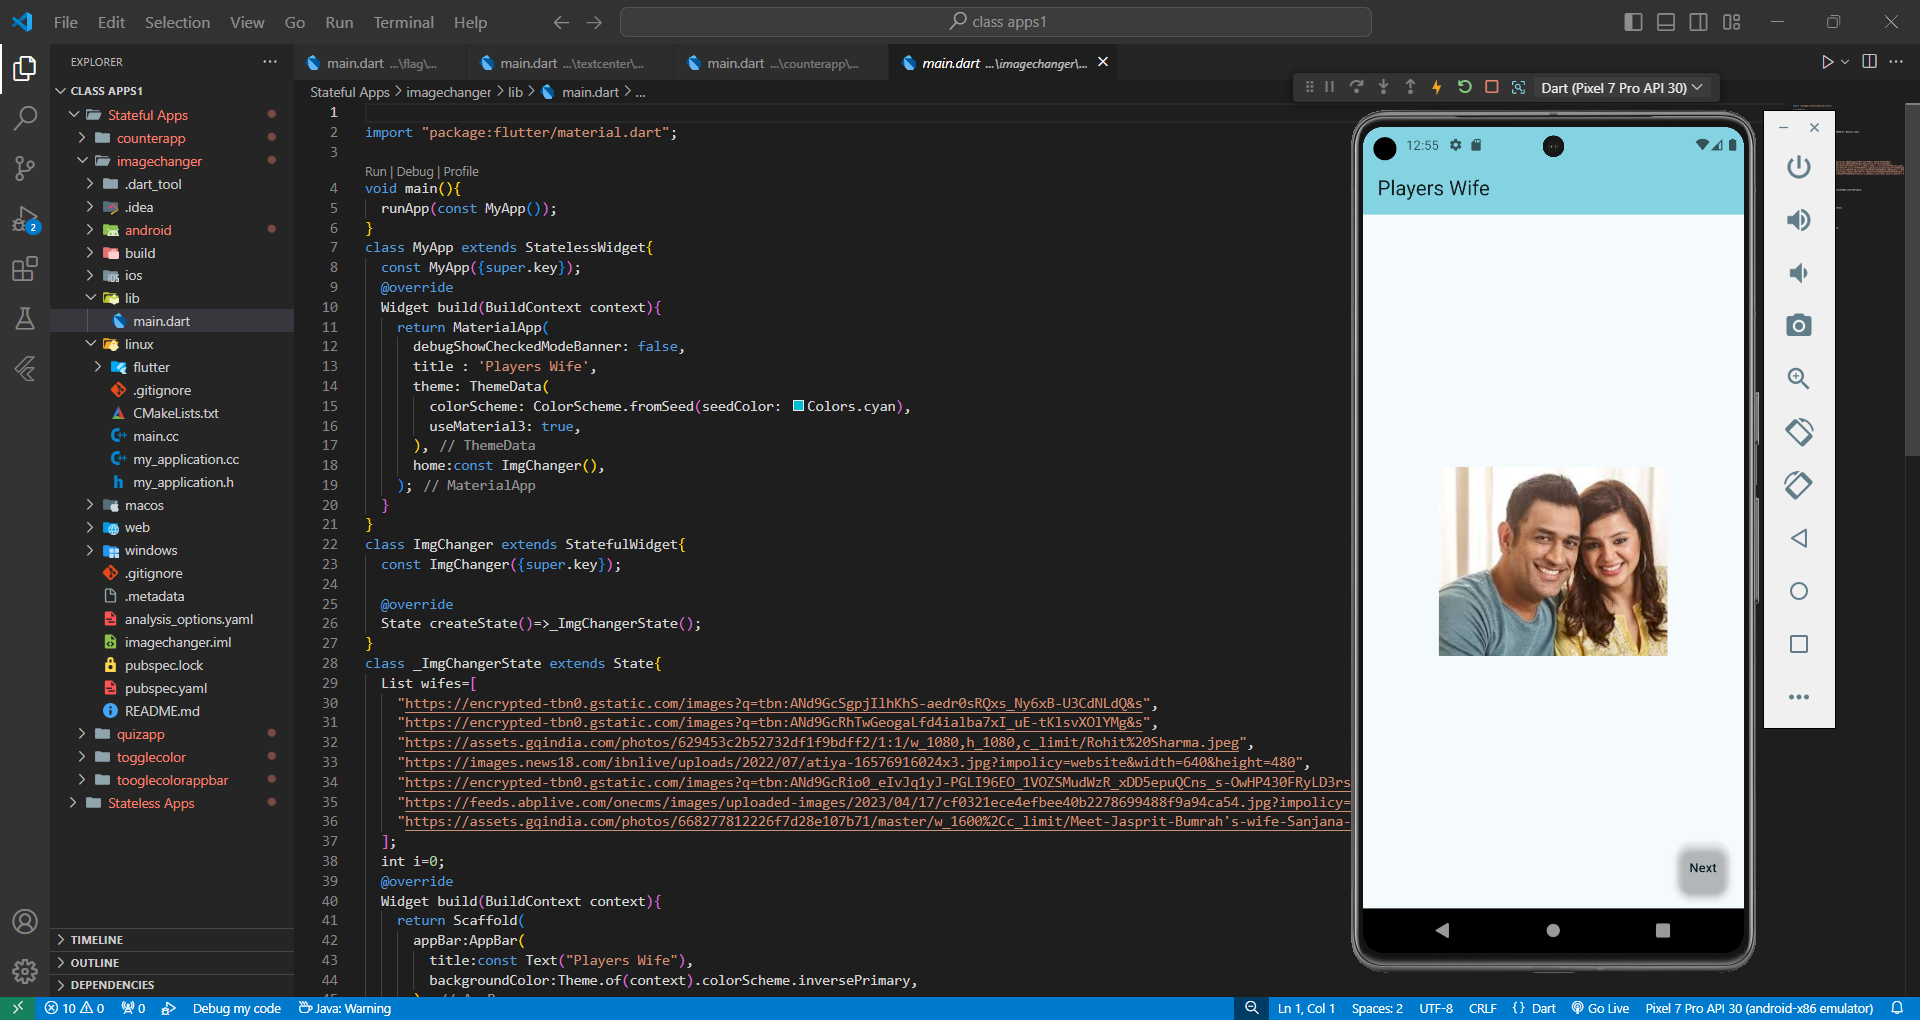 File Edit Selection View Go Run Terminal Help
class apps1
EXPLORER
CLASS APPS1
Stateful Apps
counterapp
imagechanger
.dart_tool
.idea
android
build
ios
lib
main.dart
linux
flutter
.gitignore
CMakeLists.txt
main.cc
my_application.cc
my_application.h
macos
web
windows
.gitignore
.metadata
analysis_options.yaml
imagechanger.iml
pubspec.lock
pubspec.yaml
README.md
quizapp
togglecolor
tooglecolorappbar
Stateless Apps
TIMELINE
OUTLINE
DEPENDENCIES
2
main.dart ...\flag\...
main.dart ...\textcenter\...
main.dart ...\counterapp\...
main.dart ...\imagechanger\...
Dart (Pixel 7 Pro API 30)
Stateful Apps > imagechanger > lib > main.dart > ...
1
2 import "package:flutter/material.dart";
3
Run | Debug | Profile
4 void main(){
5 runApp(const MyApp());
6 }
7 class MyApp extends StatelessWidget{
8 const MyApp({super.key});
9 @override
10 Widget build(BuildContext context){
11 return MaterialApp(
12 debugShowCheckedModeBanner: false,
13 title : 'Players Wife',
14 theme: ThemeData(
15 colorScheme: ColorScheme.fromSeed(seedColor: Colors.cyan),
16 useMaterial3: true,
17 ), // ThemeData
18 home:const ImgChanger(),
19 ); // MaterialApp
20 }
21 }
22 class ImgChanger extends StatefulWidget{
23 const ImgChanger({super.key});
24
25 @override
26 State createState()=>_ImgChangerState();
27 }
28 class _ImgChangerState extends State{
29 List wifes=[
30 "https://encrypted-tbn0.gstatic.com/images?q=tbn:ANd9GcSgpjIlhKhS-aedr0sRQxs_Ny6xB-U3CdNLdQ&s",
31 "https://encrypted-tbn0.gstatic.com/images?q=tbn:ANd9GcRhTwGeogaLfd4ialba7xI_uE-tKlsvXOlYMg&s",
32 "https://assets.gqindia.com/photos/629453c2b52732df1f9bdff2/1:1/w_1080,h_1080,c_limit/Rohit%20Sharma.jpeg",
33 "https://images.news18.com/ibnlive/uploads/2022/07/atiya-16576916024x3.jpg?impolicy=website&width=640&height=480",
34 "https://encrypted-tbn0.gstatic.com/images?q=tbn:ANd9GcRio0_eIvJq1yJ-PGLI96EO_1VOZSMudWzR_xDD5epuQCns_s-OwHP430FRyLD3rs
35 "https://feeds.abplive.com/onecms/images/uploaded-images/2023/04/17/cf0321ece4efbee40b2278699488f9a94ca54.jpg?impolicy=
36 "https://assets.gqindia.com/photos/668277812226f7d28e107b71/master/w_1600%2Cc_limit/Meet-Jasprit-Bumrah's-wife-Sanjana-
37 ];
38 int i=0;
39 @override
40 Widget build(BuildContext context){
41 return Scaffold(
42 appBar:AppBar(
43 title:const Text("Players Wife"),
44 backgroundColor:Theme.of(context).colorScheme.inversePrimary,
12:55
Players Wife
Next
10 0 0 Debug my code Java: Warning
Ln 1, Col 1 Spaces: 2 UTF-8 CRLF {} Dart Go Live Pixel 7 Pro API 30 (android-x86 emulator)